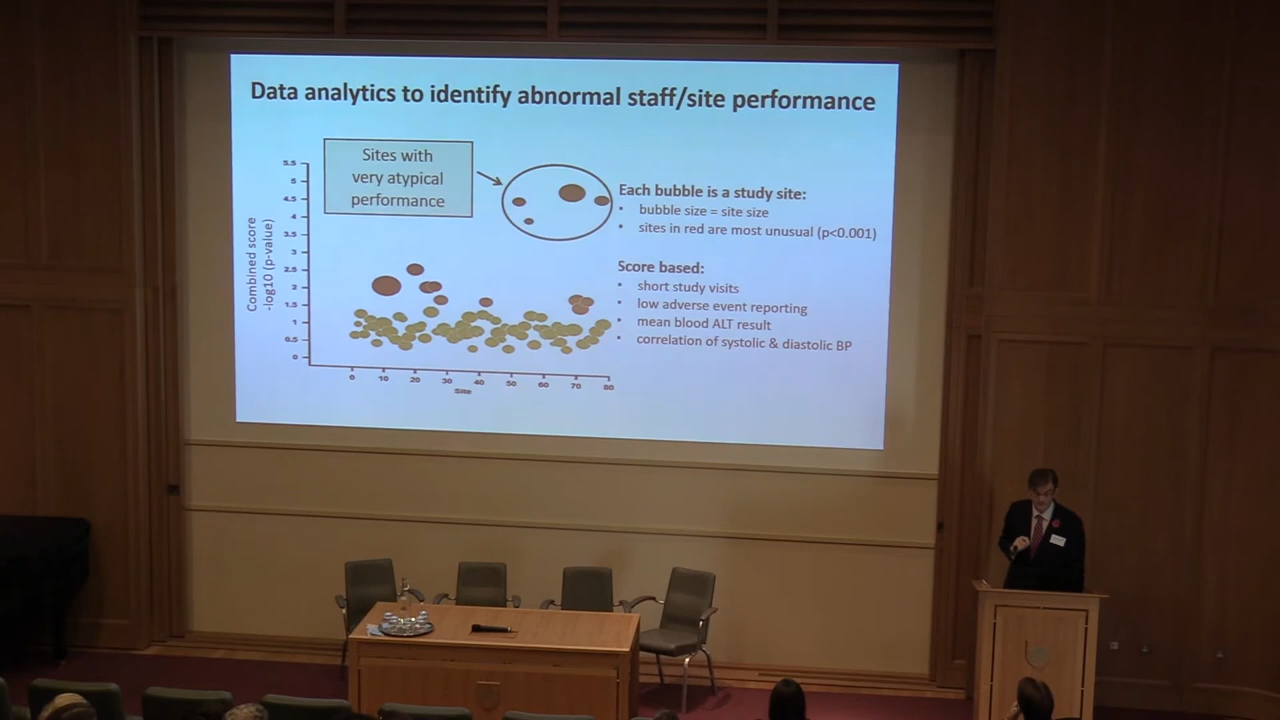 Data analytics to identify abnormal staff/site performance
Sites with
very atypical
performance
Each bubble is a study site:
• bubble size = site size
• sites in red are most unusual (p<0.001)
Score based:
• short study visits
• low adverse event reporting
• mean blood ALT result
• correlation of systolic & diastolic BP
Combined score
-log10 (p-value)
5.5
5
4.5
4
3.5
3
2.5
2
1.5
1
0.5
0
0 10 20 30 40 50 60 70 80
Site